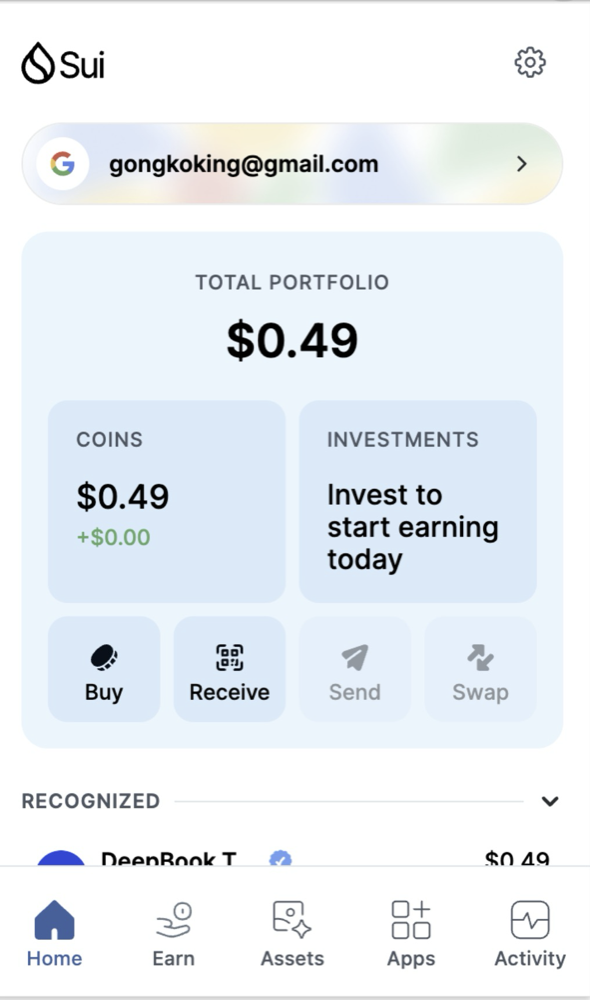 Sui
gongkoking@gmail.com
TOTAL PORTFOLIO
$0.49
COINS
$0.49
+$0.00
INVESTMENTS
Invest to
start earning
today
Buy
Receive
Send
Swap
RECOGNIZED
DeepBook T
$0.49
Home
Earn
Assets
Apps
Activity